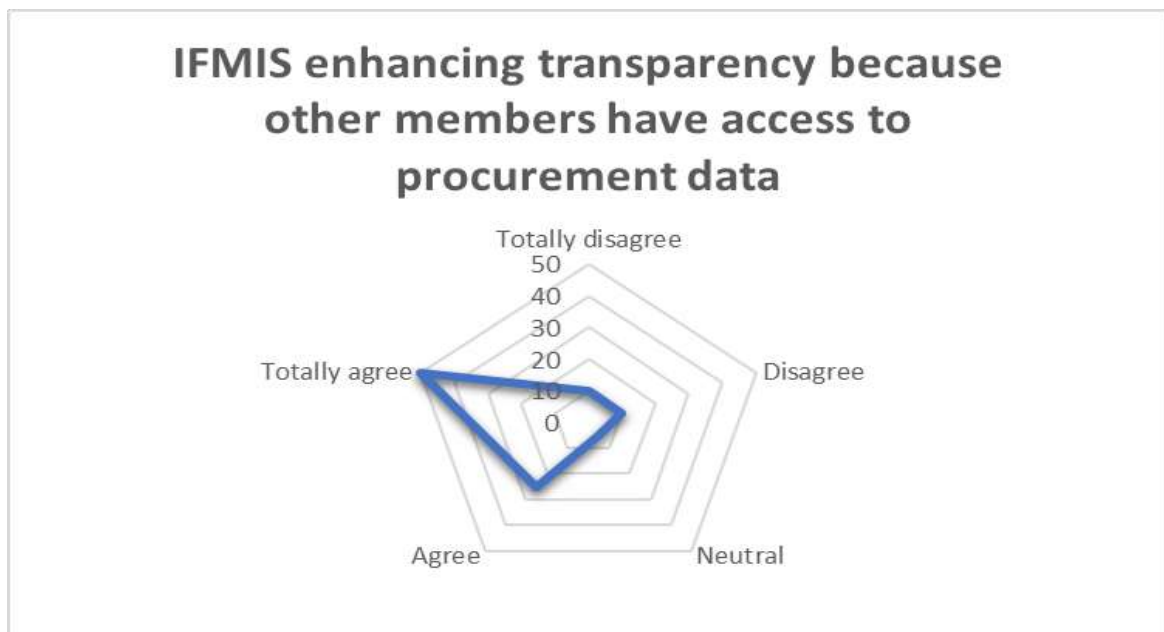 IFMIS enhancing transparency because
other members have access to
procurement data
Totally disagree
50
40
30
20
10
0
Totally agree
Disagree
Agree
Neutral